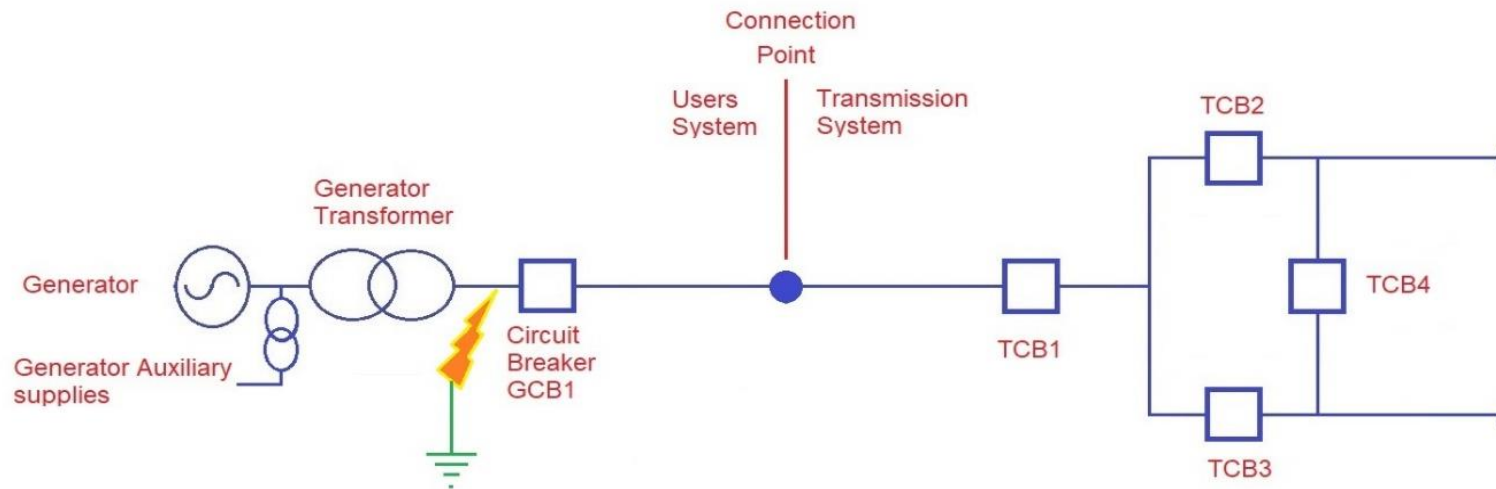 Connection
Point
Users
System
Transmission
System
TCB2
Generator
Transformer
Generator
TCB4
Circuit
Breaker
GCB1
TCB1
Generator Auxiliary
supplies
TCB3